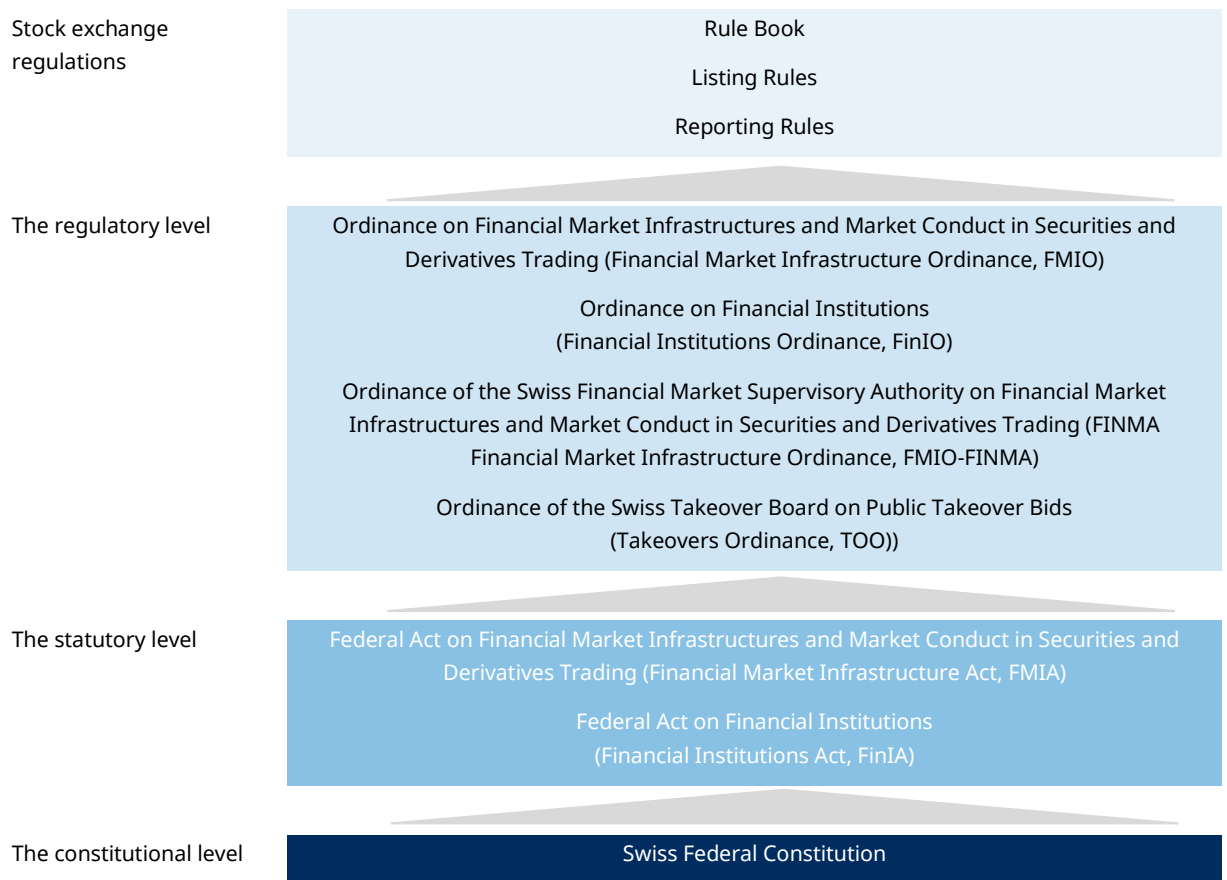 Stock exchange
regulations
Rule Book
Listing Rules
Reporting Rules
The regulatory level
Ordinance on Financial Market Infrastructures and Market Conduct in Securities and
Derivatives Trading (Financial Market Infrastructure Ordinance, FMIO)
Ordinance on Financial Institutions
(Financial Institutions Ordinance, FinIO)
Ordinance of the Swiss Financial Market Supervisory Authority on Financial Market
Infrastructures and Market Conduct in Securities and Derivatives Trading (FINMA
Financial Market Infrastructure Ordinance, FMIO-FINMA)
Ordinance of the Swiss Takeover Board on Public Takeover Bids
(Takeovers Ordinance, TOO))
The statutory level
Federal Act on Financial Market Infrastructures and Market Conduct in Securities and
Derivatives Trading (Financial Market Infrastructure Act, FMIA)
Federal Act on Financial Institutions
(Financial Institutions Act, FinIA)
The constitutional level
Swiss Federal Constitution